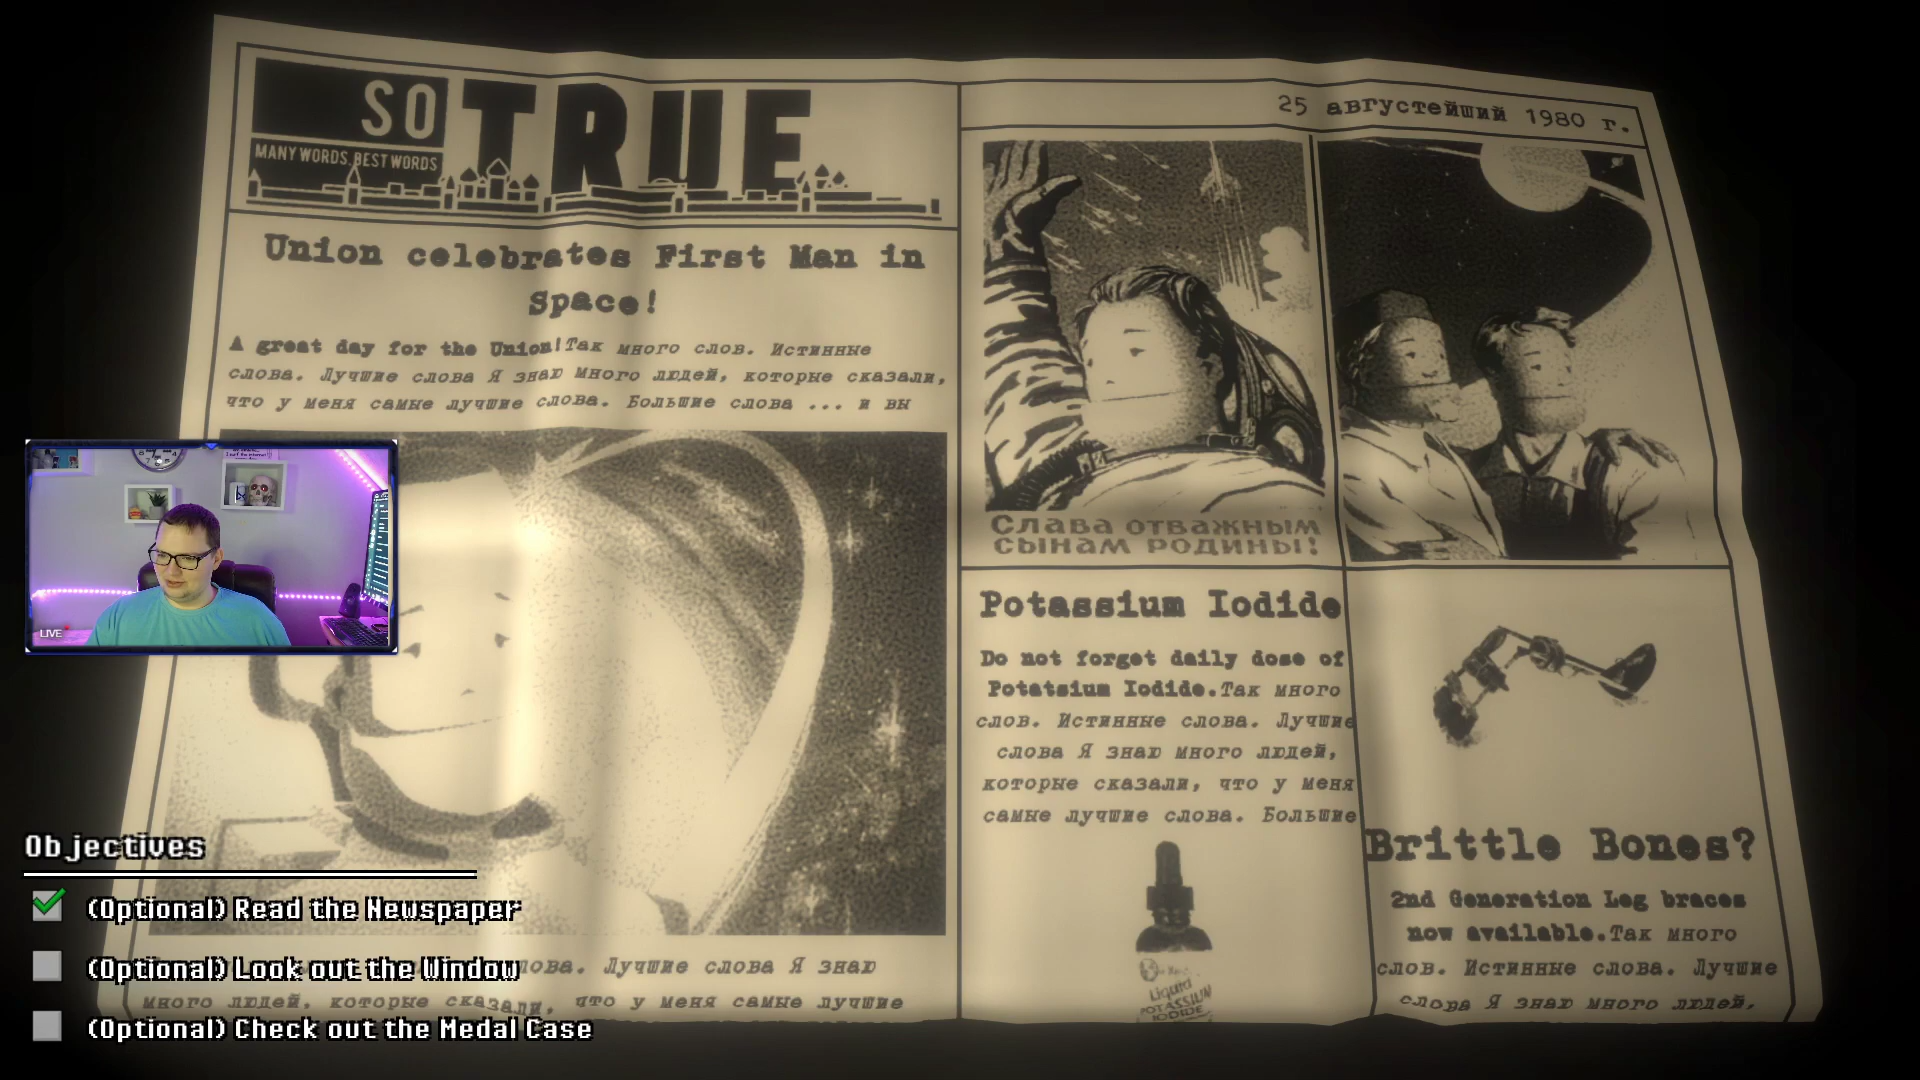 SO TRUE
MANY WORDS, BEST WORDS
25 августейший 1980 г.
Union celebrates First Man in
Space!
A great day for the Union! Так много слов. Истинные
слова. Лучшие слова Я знаю много людей, которые сказали,
что у меня самые лучшие слова. Большие слова ... и вы
лова. Лучшие слова Я знаю
много людей, которые сказали, что у меня самые лучшие
Слава отважным
сынам родины!
Potassium Iodide
Do not forget daily dose of
Potatsium Iodide. Так много
слов. Истинные слова. Лучшие
слова Я знаю много людей,
которые сказали, что у меня
самые лучшие слова. Большие
Liquid
POTASSIUM
IODIDE
Brittle Bones?
2nd Generation Leg braces
now available. Так много
слов. Истинные слова. Лучшие
слова Я знаю много людей,
LIVE
Objectives
(Optional) Read the Newspaper
(Optional) Look out the Window
(Optional) Check out the Medal Case